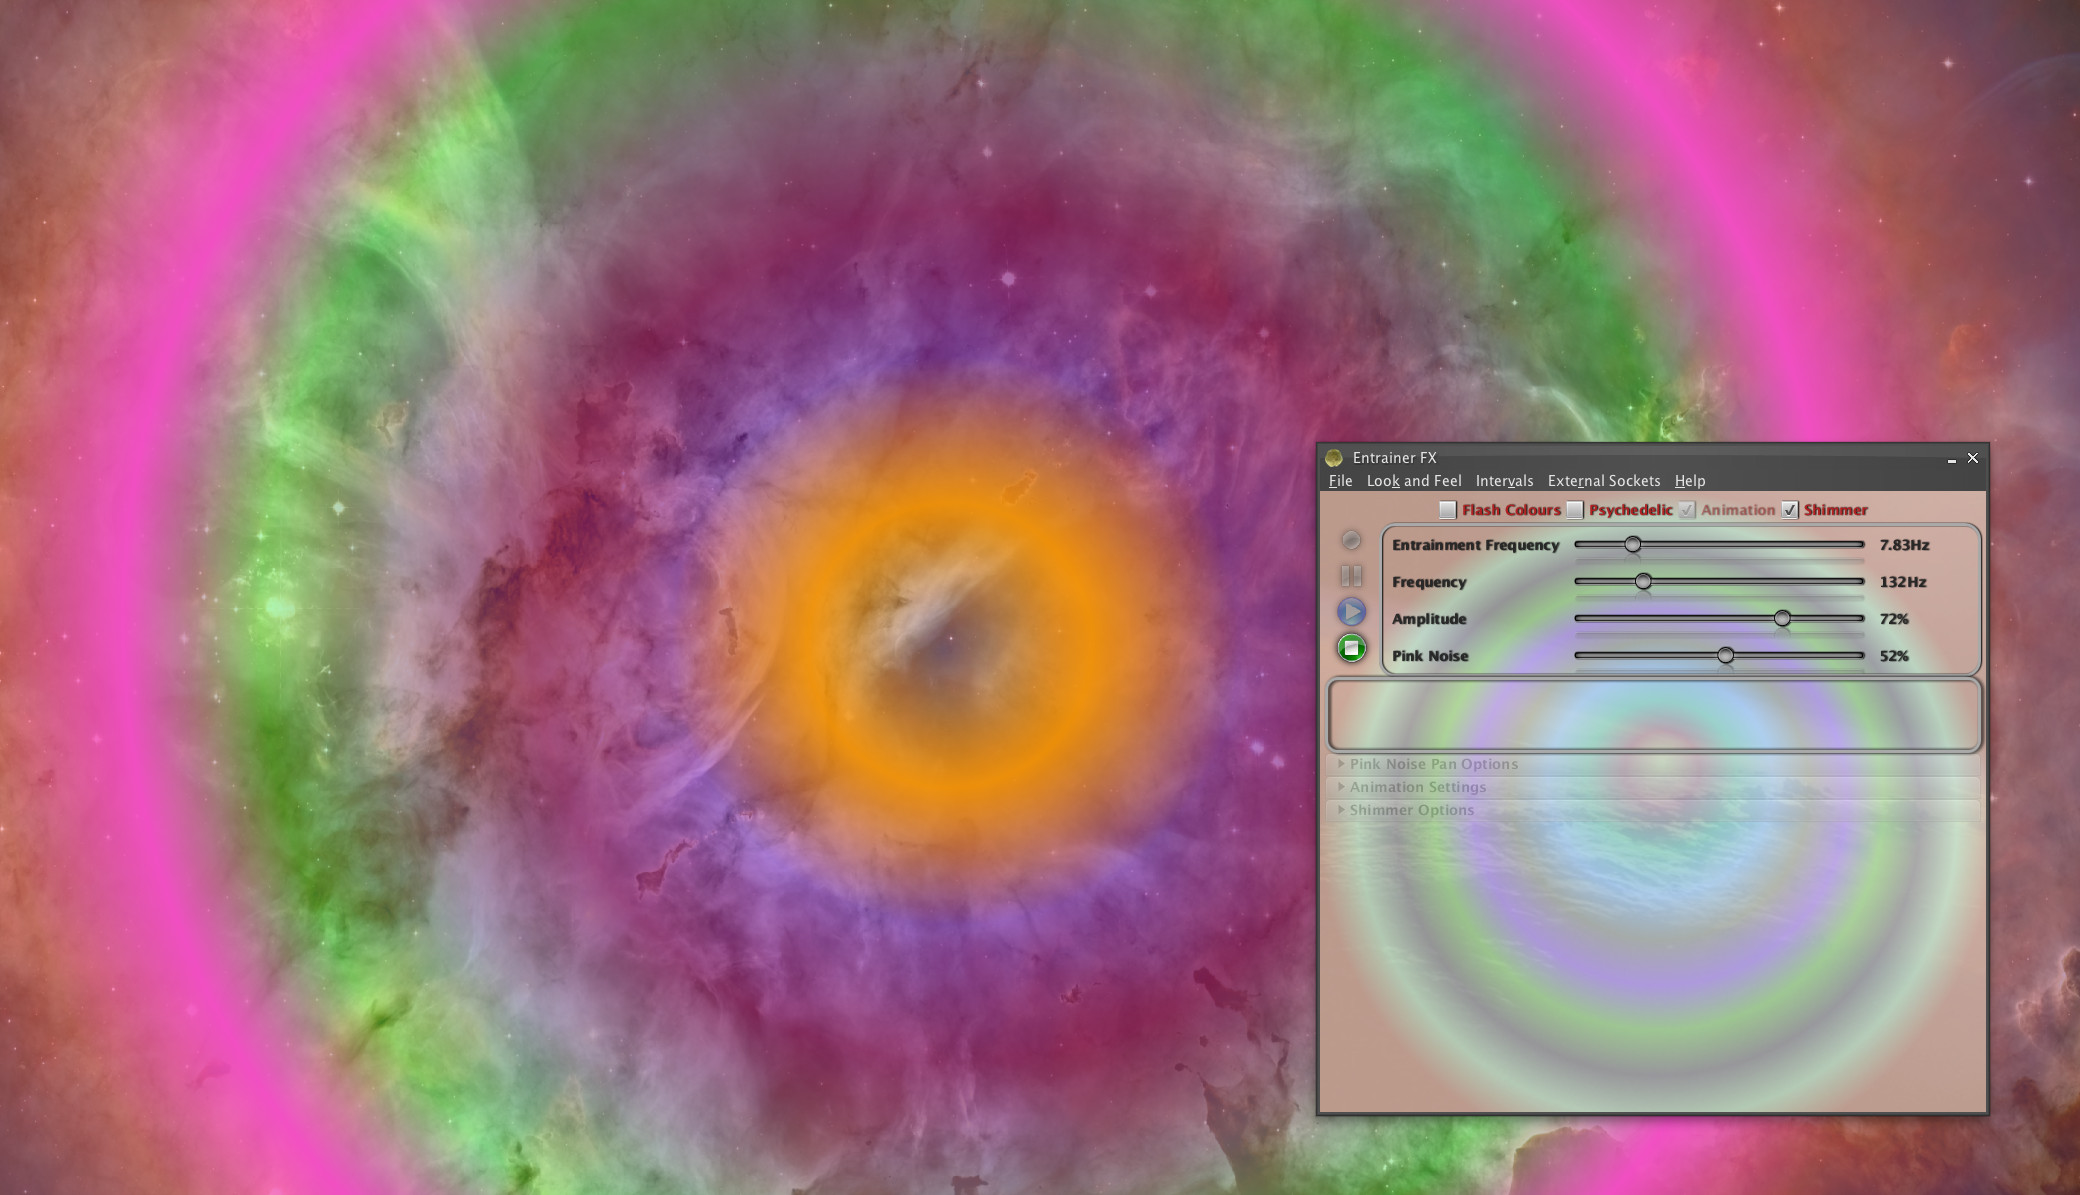 Entrainer FX
File Look and Feel Intervals External Sockets Help
Flash Colours Psychedelic Animation Shimmer
Entrainment Frequency 7.83Hz
Frequency 132Hz
Amplitude 72%
Pink Noise 52%
Pink Noise Pan Options
Animation Settings
Shimmer Options